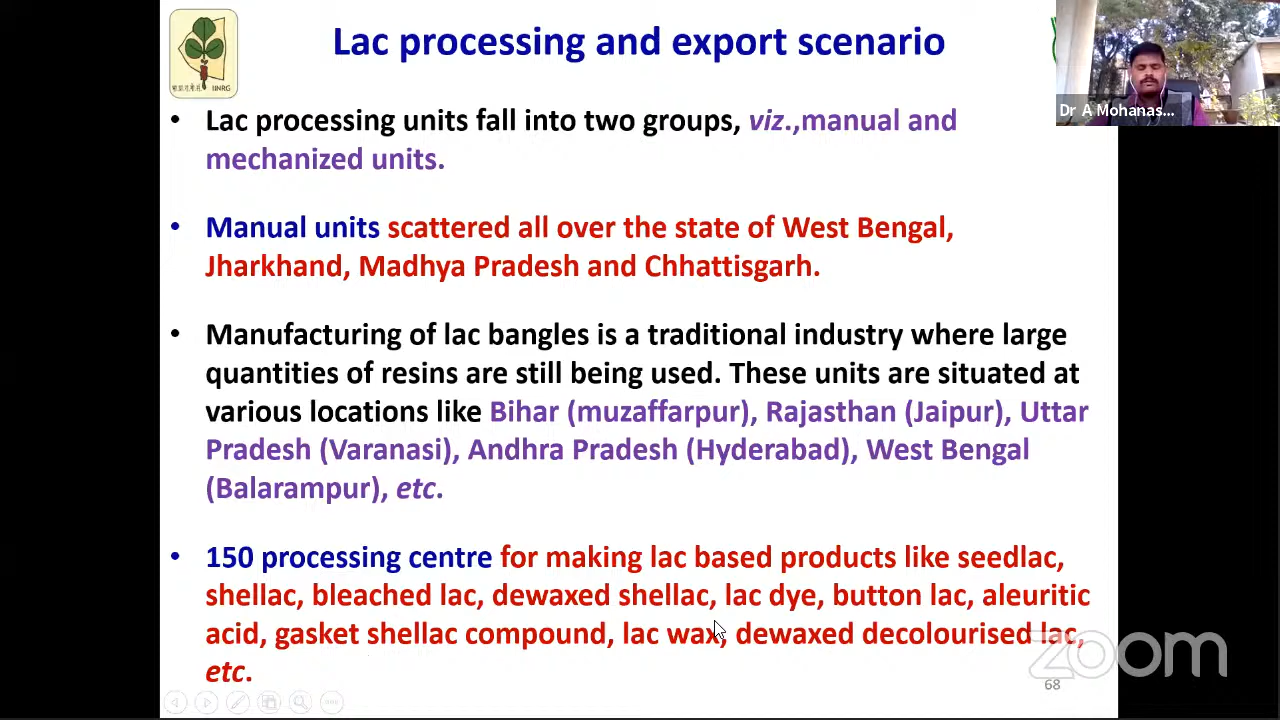 Lac processing and export scenario
IINRG
Dr A Mohanas...
• Lac processing units fall into two groups, viz.,manual and
mechanized units.
• Manual units scattered all over the state of West Bengal,
Jharkhand, Madhya Pradesh and Chhattisgarh.
• Manufacturing of lac bangles is a traditional industry where large
quantities of resins are still being used. These units are situated at
various locations like Bihar (muzaffarpur), Rajasthan (Jaipur), Uttar
Pradesh (Varanasi), Andhra Pradesh (Hyderabad), West Bengal
(Balarampur), etc.
• 150 processing centre for making lac based products like seedlac,
shellac, bleached lac, dewaxed shellac, lac dye, button lac, aleuritic
acid, gasket shellac compound, lac wax, dewaxed decolourised lac,
etc.
zoom
68